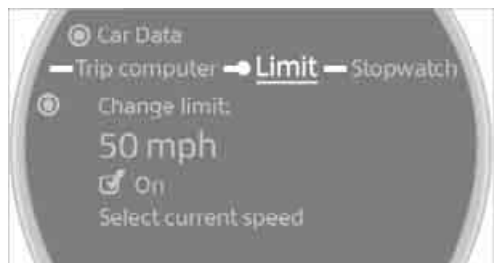 Car Data
Trip computer Limit Stopwatch
Change limit:
50 mph
On
Select current speed